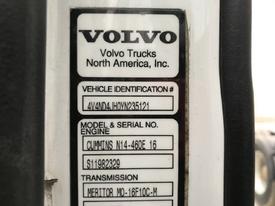 VOLVO
Volvo Trucks
North America, Inc.
VEHICLE IDENTIFICATION #
4V4ND4JH0YN235121
MODEL & SERIAL NO.
ENGINE
CUMMINS N14-460E 16
S11982329
TRANSMISSION
MERITOR MO-16F10C-M